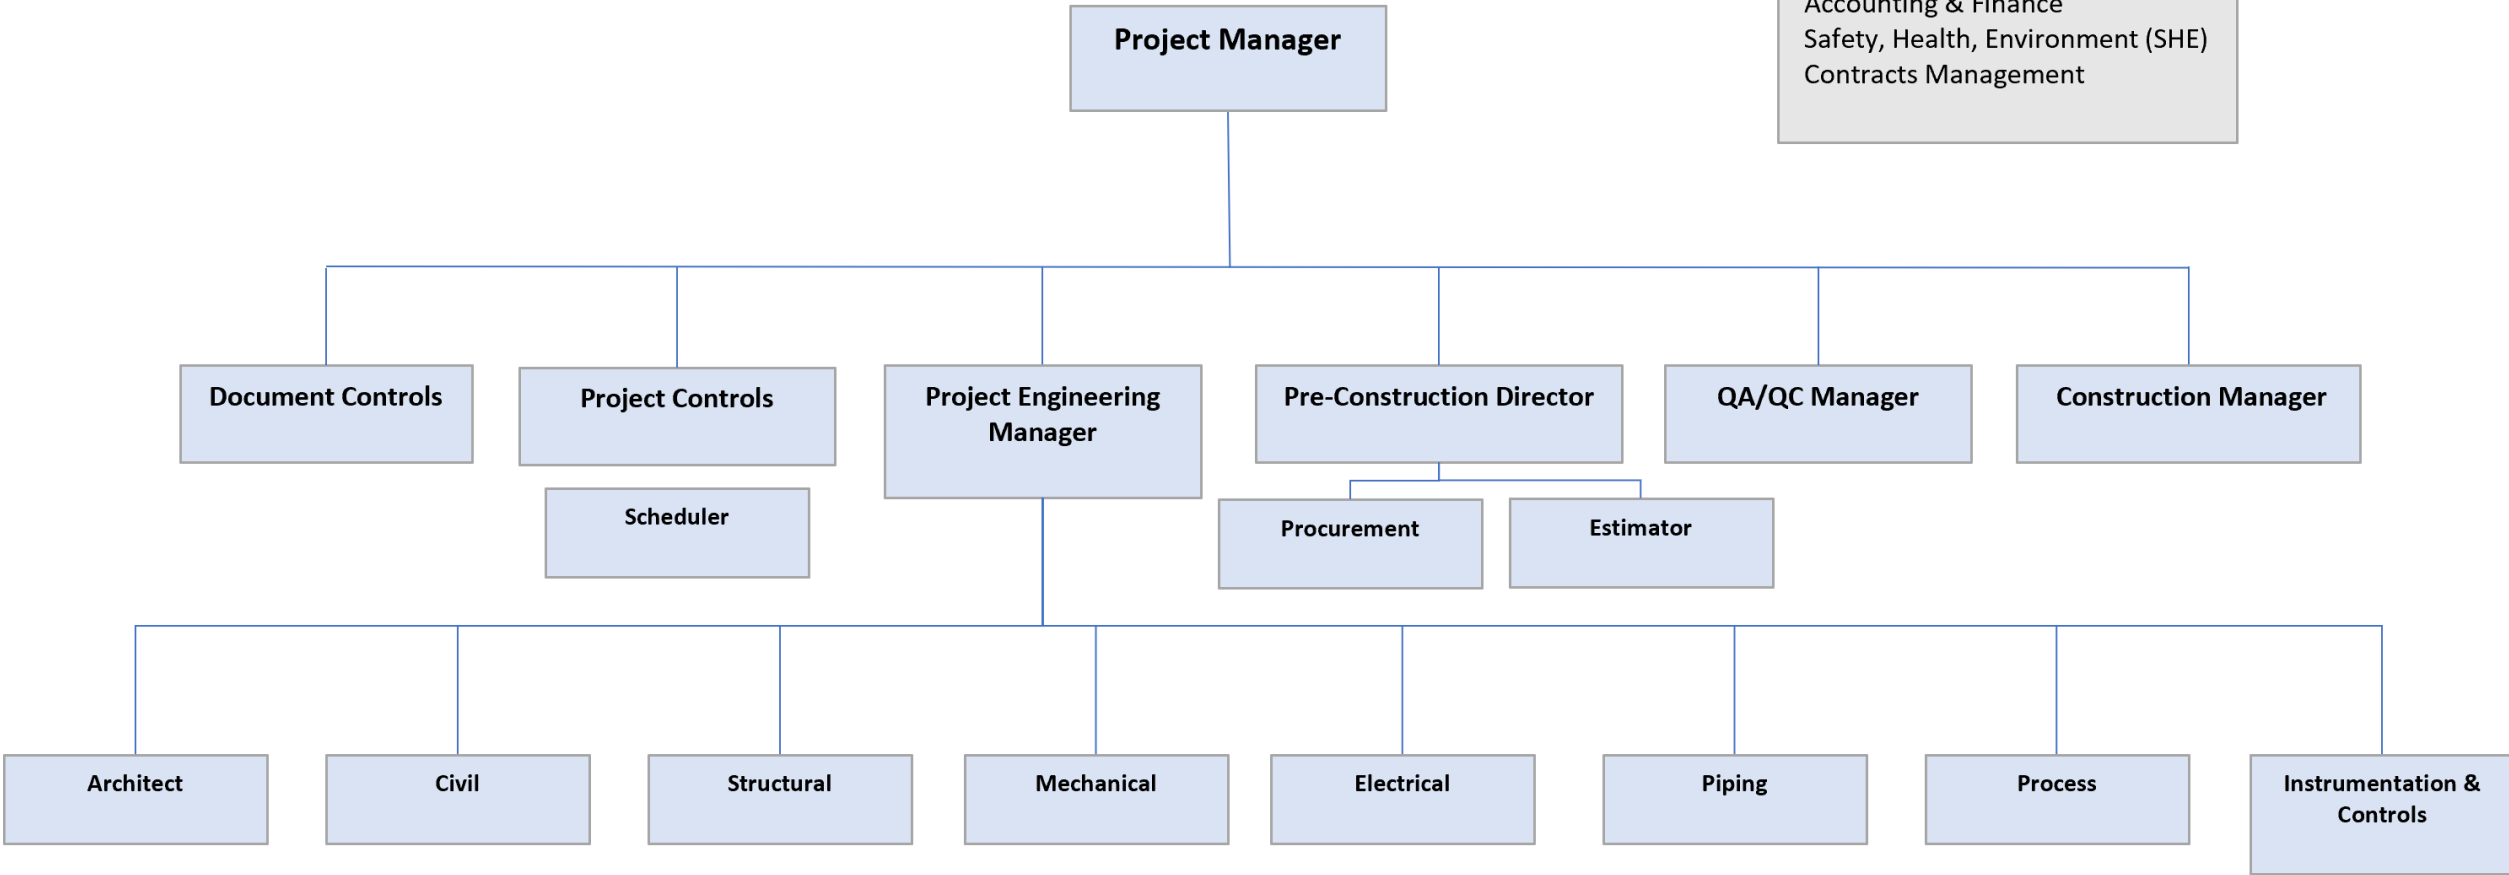 Accounting & Finance
Safety, Health, Environment (SHE)
Contracts Management
Project Manager
Document Controls
Project Controls
Project Engineering
Manager
Pre-Construction Director
QA/QC Manager
Construction Manager
Scheduler
Procurement
Estimator
Architect
Civil
Structural
Mechanical
Electrical
Piping
Process
Instrumentation &
Controls